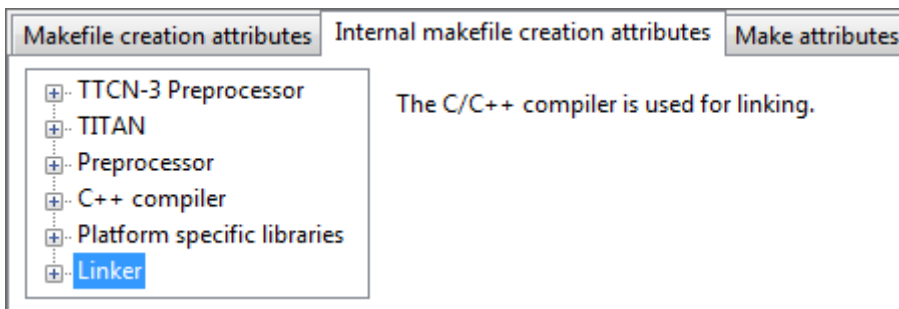 Makefile creation attributes Internal makefile creation attributes Make attributes
TTCN-3 Preprocessor
TITAN
Preprocessor
C++ compiler
Platform specific libraries
Linker
The C/C++ compiler is used for linking.